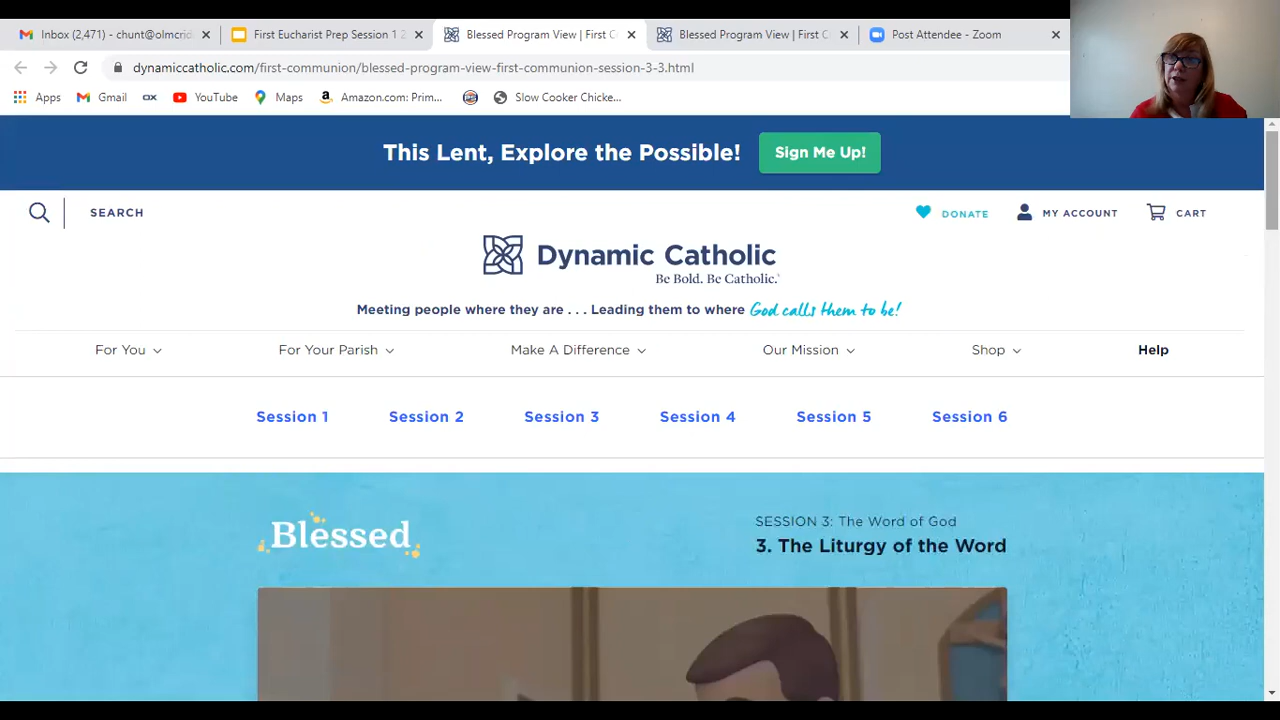 Inbox (2,471) - chunt@olmcrid
First Eucharist Prep Session 1 2
Blessed Program View | First C
Blessed Program View | First C
Post Attendee - Zoom
dynamiccatholic.com/first-communion/blessed-program-view-first-communion-session-3-3.html
Apps
Gmail
ox
YouTube
Maps
Amazon.com: Prim...
Slow Cooker Chicke...
This Lent, Explore the Possible!
Sign Me Up!
SEARCH
DONATE
MY ACCOUNT
CART
Dynamic Catholic
Be Bold. Be Catholic.
Meeting people where they are . . . Leading them to where God calls them to be!
For You
For Your Parish
Make A Difference
Our Mission
Shop
Help
Session 1
Session 2
Session 3
Session 4
Session 5
Session 6
Blessed
SESSION 3: The Word of God
3. The Liturgy of the Word